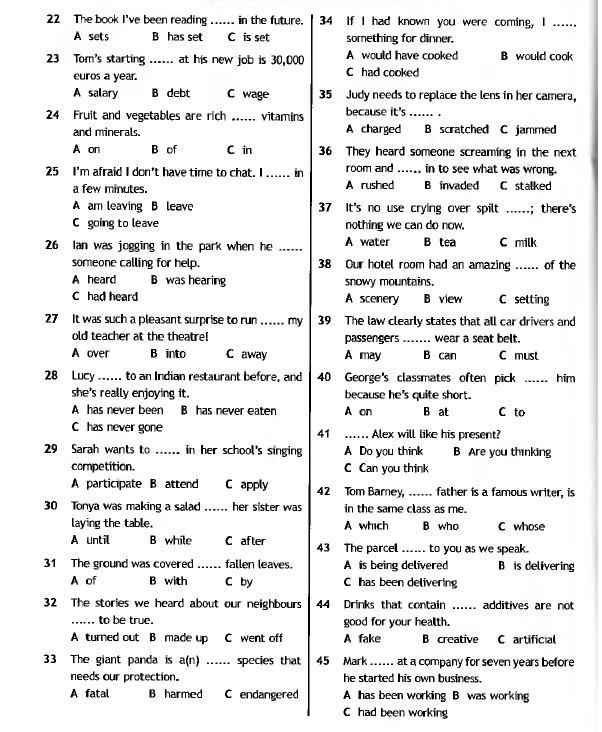 22 The book I've been reading ...... in the future.
A sets B has set C is set
23 Tom's starting ...... at his new job is 30,000
euros a year.
A salary B debt C wage
24 Fruit and vegetables are rich ...... vitamins
and minerals.
A on B of C in
25 I'm afraid I don't have time to chat. I ...... in
a few minutes.
A am leaving B leave
C going to leave
26 Ian was jogging in the park when he ......
someone calling for help.
A heard B was hearing
C had heard
27 It was such a pleasant surprise to run ...... my
old teacher at the theatre!
A over B into C away
28 Lucy ...... to an Indian restaurant before, and
she's really enjoying it.
A has never been B has never eaten
C has never gone
29 Sarah wants to ...... in her school's singing
competition.
A participate B attend C apply
30 Tonya was making a salad ...... her sister was
laying the table.
A until B while C after
31 The ground was covered ...... fallen leaves.
A of B with C by
32 The stories we heard about our neighbours
...... to be true.
A turned out B made up C went off
33 The giant panda is a(n) ...... species that
needs our protection.
A fatal B harmed C endangered
34 If I had known you were coming, I ......
something for dinner.
A would have cooked B would cook
C had cooked
35 Judy needs to replace the lens in her camera,
because it's ...... .
A charged B scratched C jammed
36 They heard someone screaming in the next
room and ...... in to see what was wrong.
A rushed B invaded C stalked
37 It's no use crying over spilt ......; there's
nothing we can do now.
A water B tea C milk
38 Our hotel room had an amazing ...... of the
snowy mountains.
A scenery B view C setting
39 The law clearly states that all car drivers and
passengers ....... wear a seat belt.
A may B can C must
40 George's classmates often pick ...... him
because he's quite short.
A on B at C to
41 ...... Alex will like his present?
A Do you think B Are you thinking
C Can you think
42 Tom Barney, ...... father is a famous writer, is
in the same class as me.
A which B who C whose
43 The parcel ...... to you as we speak.
A is being delivered B is delivering
C has been delivering
44 Drinks that contain ...... additives are not
good for your health.
A fake B creative C artificial
45 Mark ...... at a company for seven years before
he started his own business.
A has been working B was working
C had been working